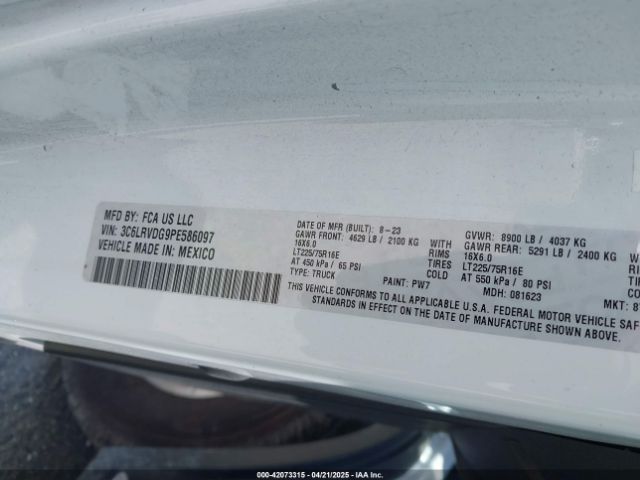 MFD BY: FCA US LLC
VIN: 3C6LRVDG9PE586097
VEHICLE MADE IN: MEXICO
DATE OF MFR (BUILT): 8-23
GAWR FRONT: 4629 LB / 2100 KG WITH
16X6.0 RIMS
LT225/75R16E TIRES
AT 450 kPa / 65 PSI COLD
TYPE: TRUCK PAINT: PW7
GVWR: 8900 LB / 4037 KG
GAWR REAR: 5291 LB / 2400 KG WITH
16X6.0 RIMS
LT225/75R16E
AT 550 kPa / 80 PSI
MDH: 081623
MKT:
THIS VEHICLE CONFORMS TO ALL APPLICABLE U.S.A. FEDERAL MOTOR VEHICLE SAF
STANDARDS IN EFFECT ON THE DATE OF MANUFACTURE SHOWN ABOVE.
000-42073315 - 04/21/2025 - IAA Inc.